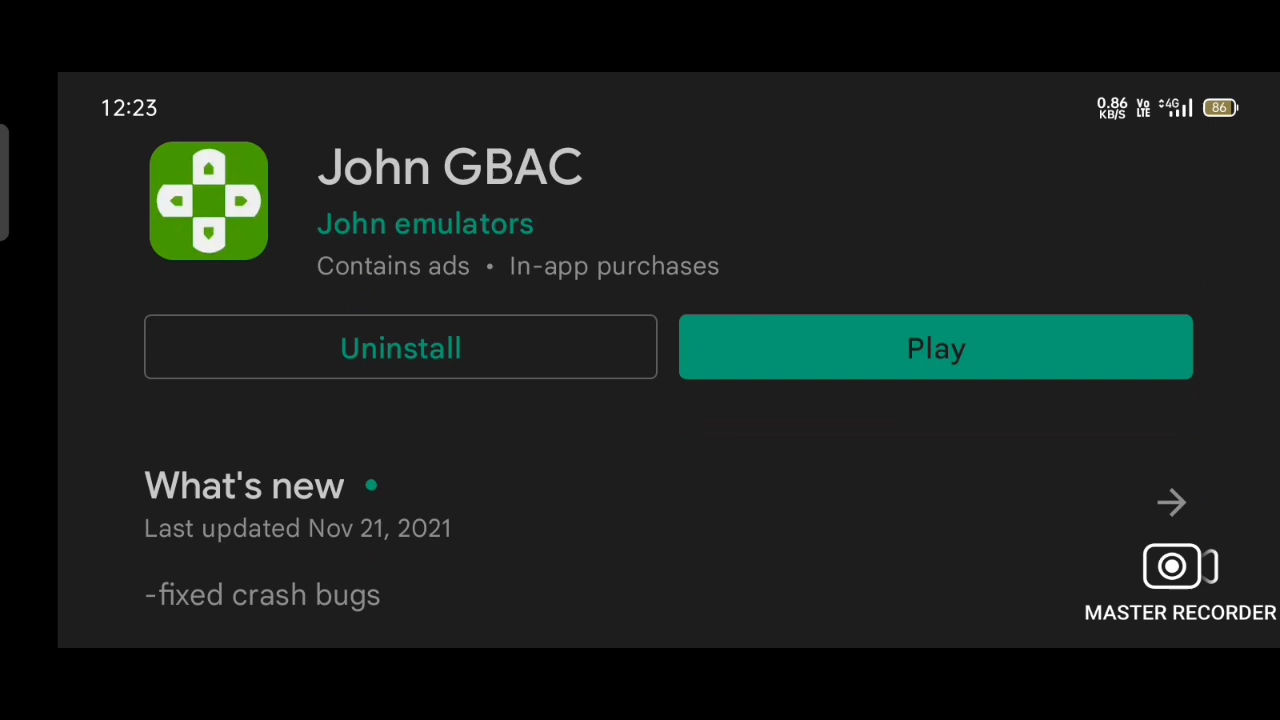 12:23
0.86 KB/S Vo LTE 4G 86
John GBAC
John emulators
Contains ads • In-app purchases
Uninstall
Play
What's new
Last updated Nov 21, 2021
-fixed crash bugs
MASTER RECORDER